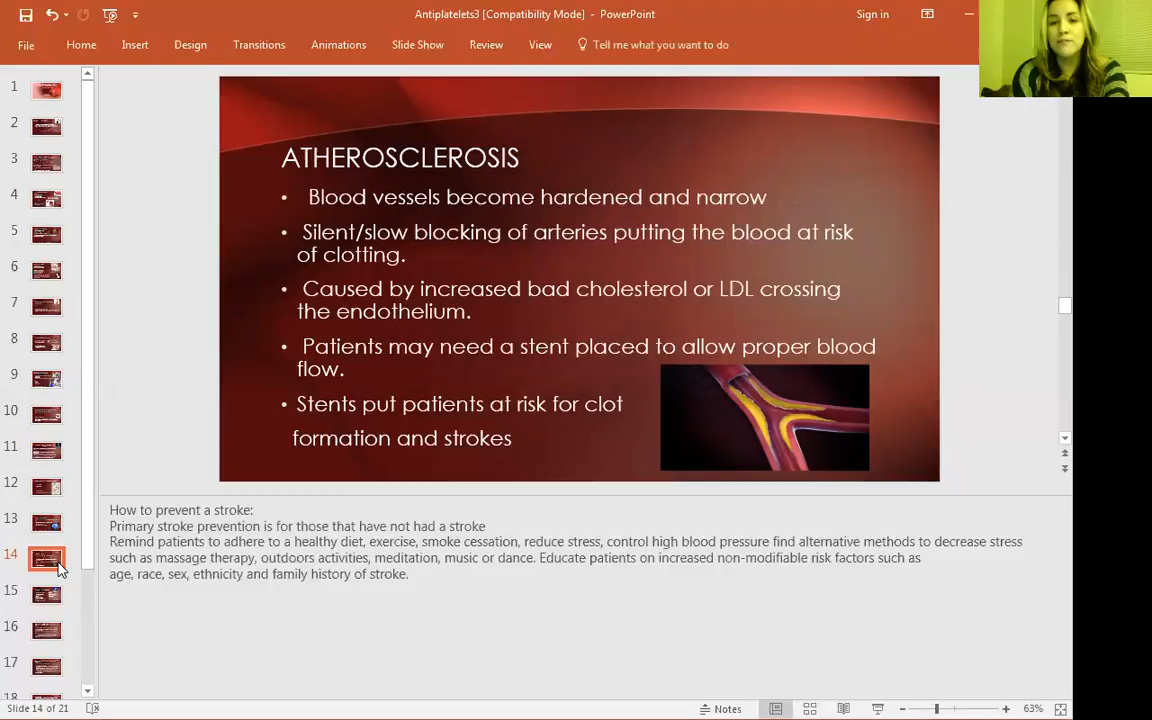 Antiplatelets3 [Compatibility Mode] - PowerPoint
Sign in
File
Home
Insert
Design
Transitions
Animations
Slide Show
Review
View
Tell me what you want to do
1
2
3
4
5
6
7
8
9
10
11
12
13
14
15
16
17
18
ATHEROSCLEROSIS
• Blood vessels become hardened and narrow
• Silent/slow blocking of arteries putting the blood at risk
of clotting.
• Caused by increased bad cholesterol or LDL crossing
the endothelium.
• Patients may need a stent placed to allow proper blood
flow.
• Stents put patients at risk for clot
formation and strokes
How to prevent a stroke:
Primary stroke prevention is for those that have not had a stroke
Remind patients to adhere to a healthy diet, exercise, smoke cessation, reduce stress, control high blood pressure find alternative methods to decrease stress
such as massage therapy, outdoors activities, meditation, music or dance. Educate patients on increased non-modifiable risk factors such as
age, race, sex, ethnicity and family history of stroke.
Slide 14 of 21
Notes
63%